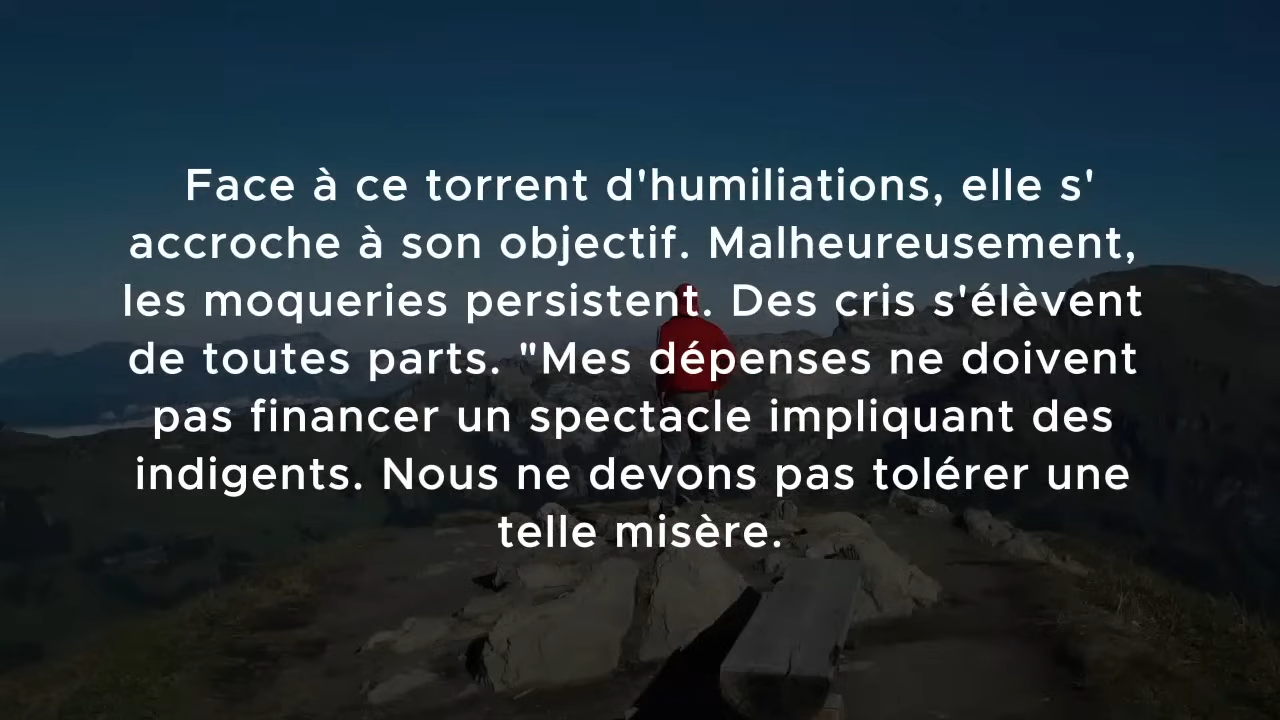 Face à ce torrent d'humiliations, elle s'
accroche à son objectif. Malheureusement,
les moqueries persistent. Des cris s'élèvent
de toutes parts. "Mes dépenses ne doivent
pas financer un spectacle impliquant des
indigents. Nous ne devons pas tolérer une
telle misère.